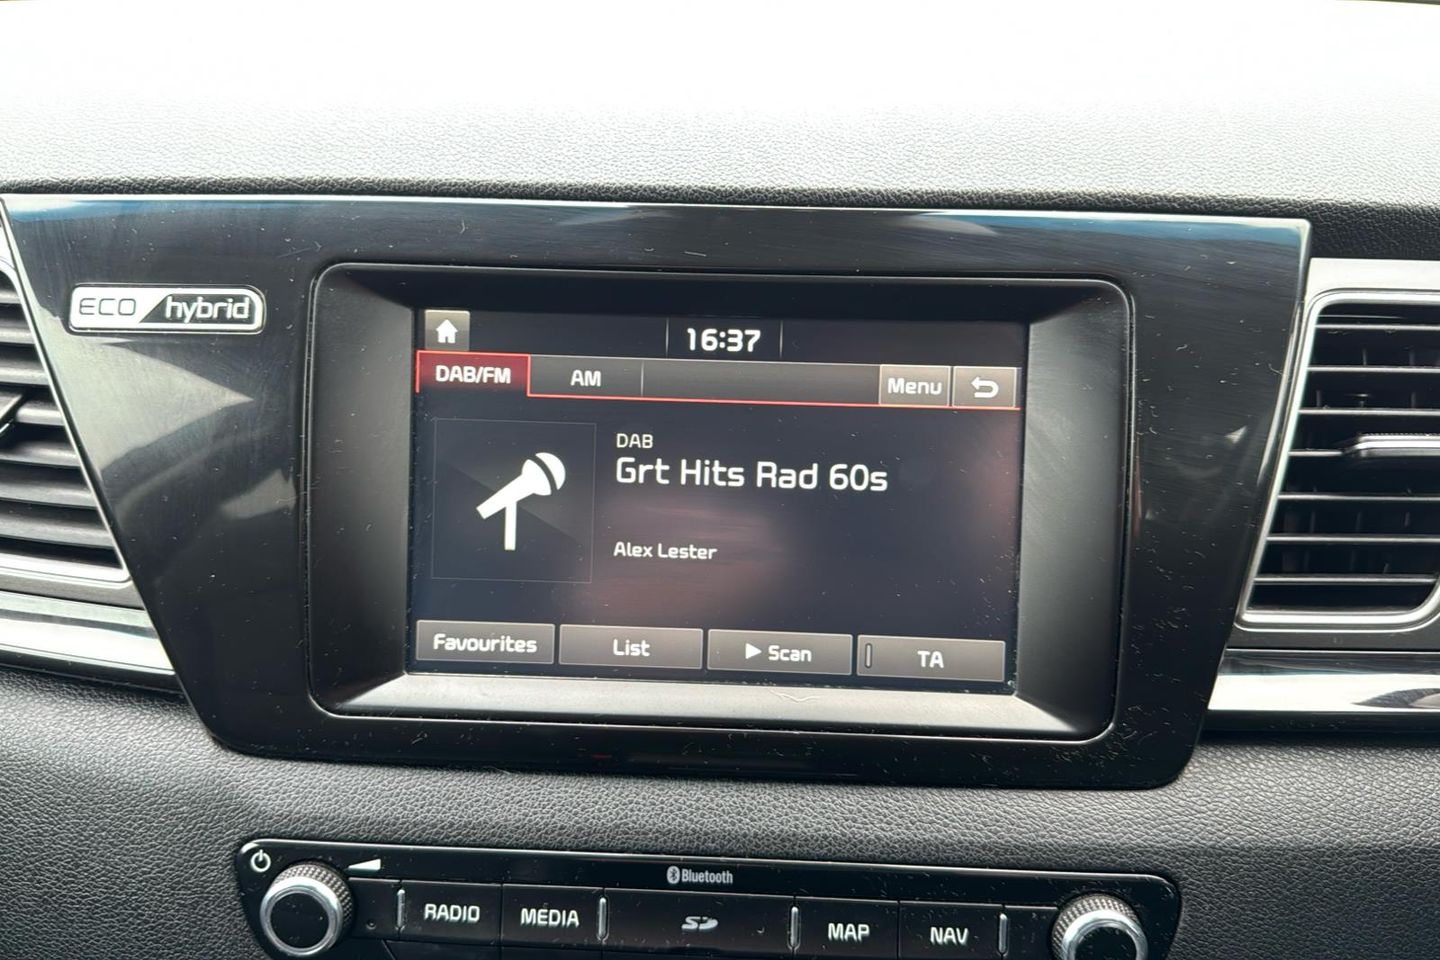 ECO hybrid
16:37
DAB/FM AM Menu
DAB
Grt Hits Rad 60s
Alex Lester
Favourites List Scan TA
Bluetooth
RADIO MEDIA SD MAP NAV